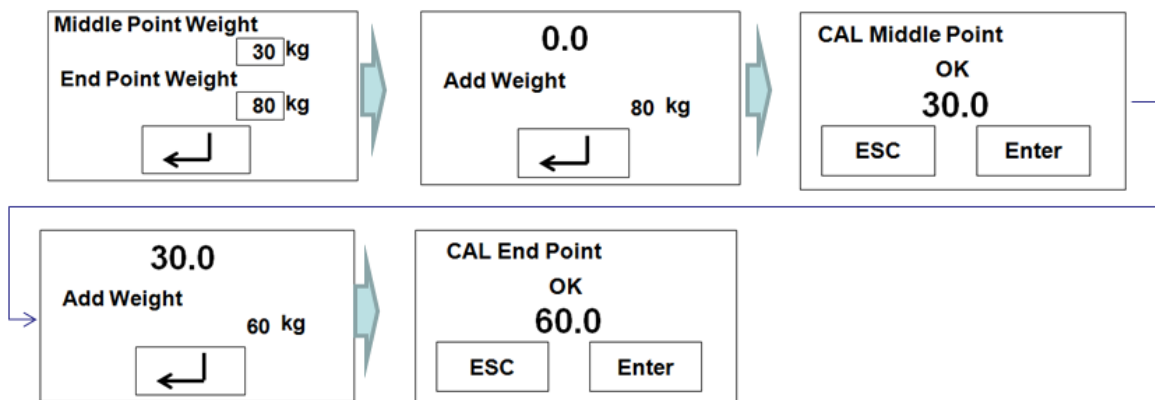 Middle Point Weight
30 kg
End Point Weight
80 kg
0.0
Add Weight
80 kg
CAL Middle Point
OK
30.0
ESC Enter
30.0
Add Weight
60 kg
CAL End Point
OK
60.0
ESC Enter